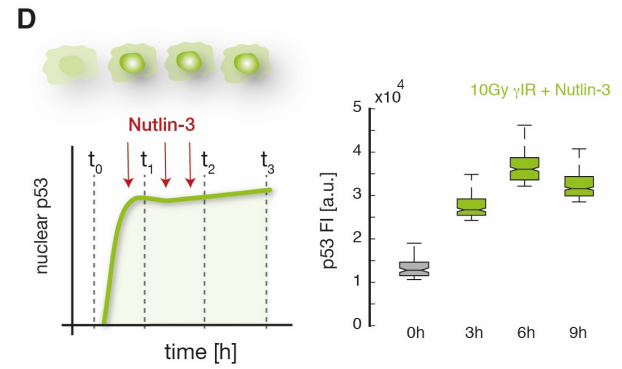 D
Nutlin-3
t0 t1 t2 t3
nuclear p53
time [h]
x10^4
10Gy γIR + Nutlin-3
p53 FI [a.u.]
5
4
3
2
1
0
0h 3h 6h 9h